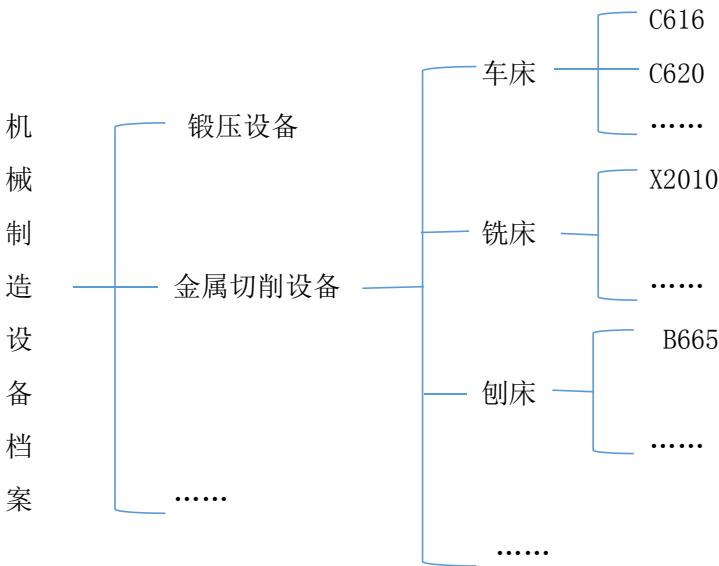 机械制造设备档案
锻压设备
金属切削设备
……
车床
C616
C620
……
铣床
X2010
……
刨床
B665
……
……